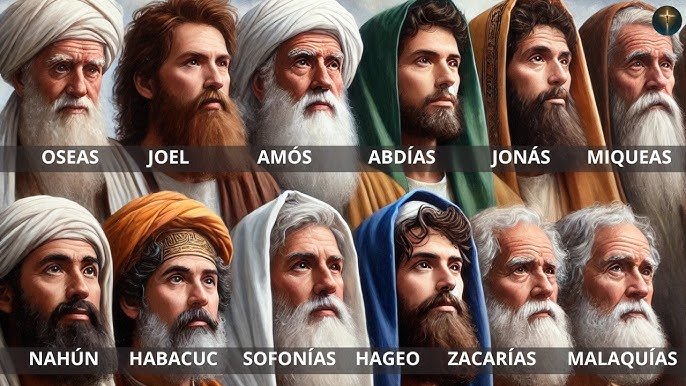 OSEAS JOEL AMÓS ABDÍAS JONÁS MIQUEAS
NAHÚN HABACUC SOFONÍAS HAGEO ZACARÍAS MALAQUÍAS